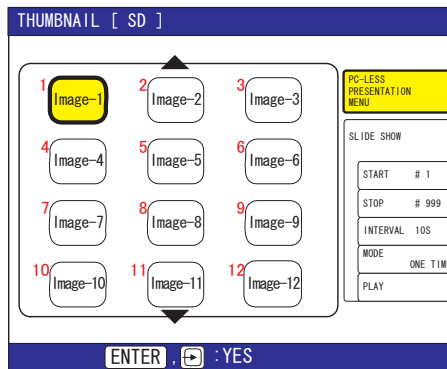 THUMBNAIL [ SD ]
1 Image-1 2 Image-2 3 Image-3
4 Image-4 5 Image-5 6 Image-6
7 Image-7 8 Image-8 9 Image-9
10 Image-10 11 Image-11 12 Image-12
PC-LESS
PRESENTATION
MENU
SLIDE SHOW
START # 1
STOP # 999
INTERVAL 10S
MODE
ONE TIM
PLAY
ENTER , :YES